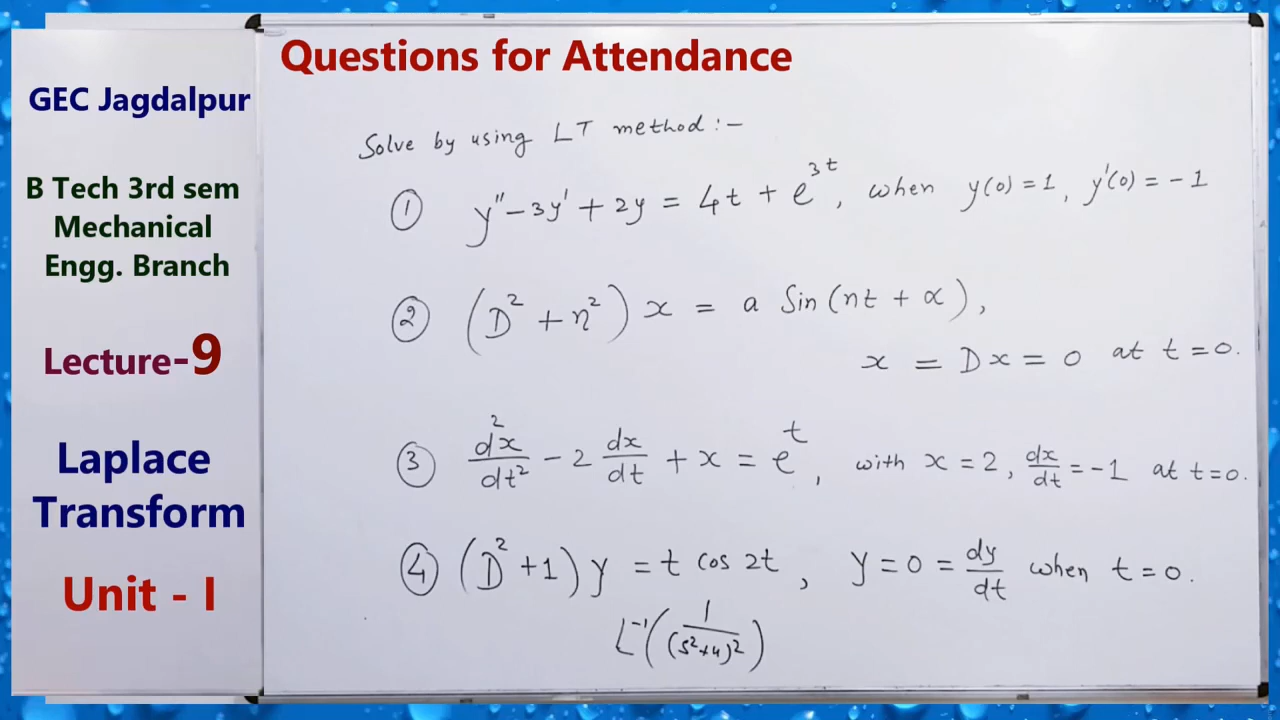 Questions for Attendance
GEC Jagdalpur
B Tech 3rd sem
Mechanical
Engg. Branch
Lecture-9
Laplace
Transform
Unit - I
Solve by using LT method :-
① y'' - 3y' + 2y = 4t + e^{3t}, when y(0) = 1, y'(0) = -1
② (D² + n²) x = a Sin(nt + α),
x = Dx = 0 at t = 0.
③ d²x/dt² - 2 dx/dt + x = e^t, with x = 2, dx/dt = -1 at t = 0.
④ (D² + 1) y = t cos 2t, y = 0 = dy/dt when t = 0.
L⁻¹(1/(s²+4)²)